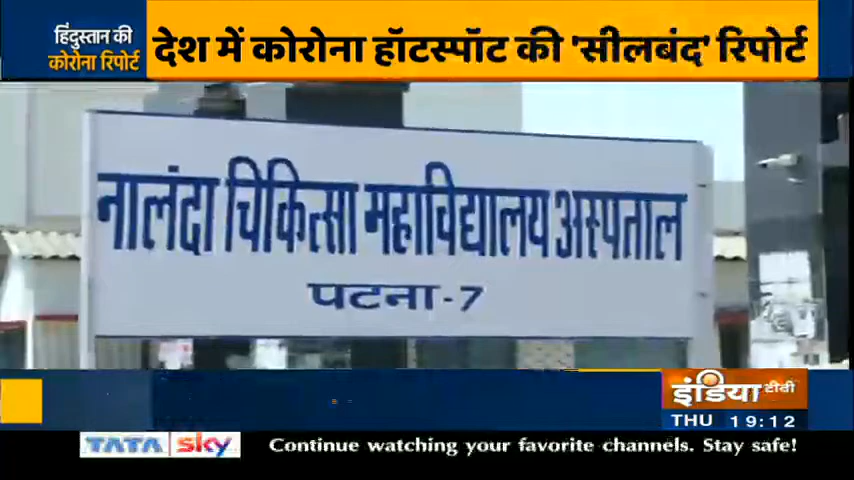 हिंदुस्तान की
कोरोना रिपोर्ट
देश में कोरोना हॉटस्पॉट की 'सीलबंद' रिपोर्ट
नालंदा चिकित्सा महाविद्यालय अस्पताल
पटना -7
इंडिया टीवी
THU 19:12
TATA sky Continue watching your favorite channels. Stay safe!